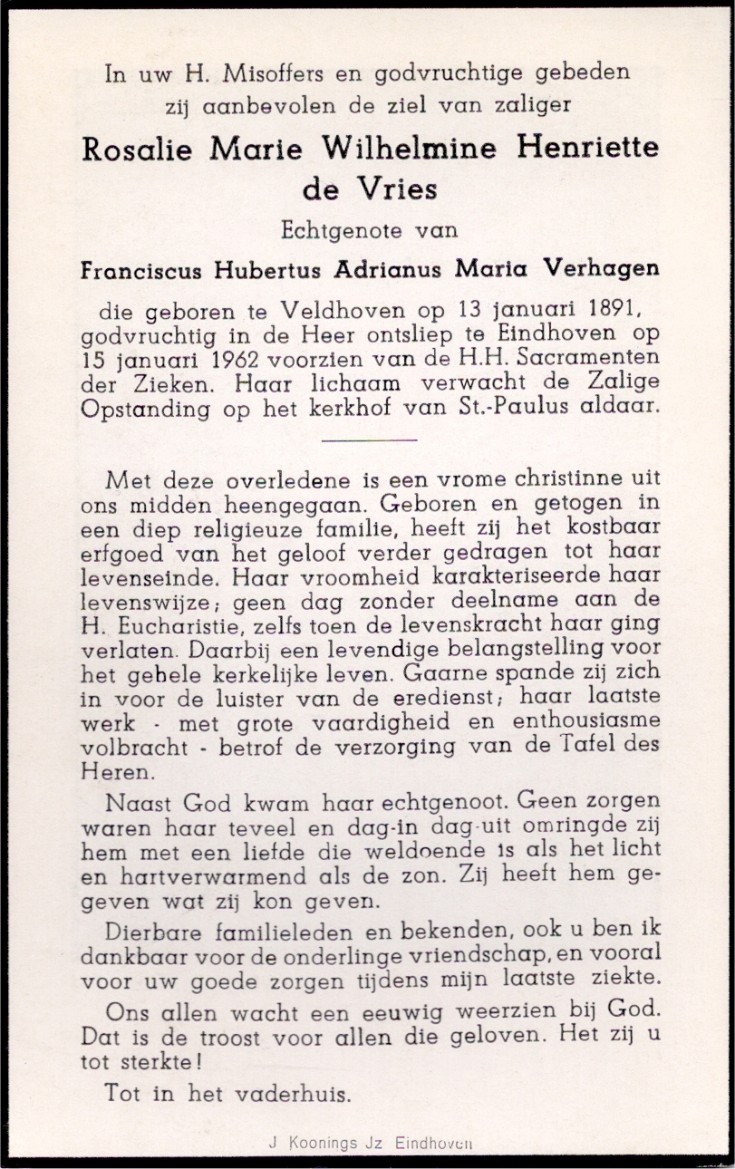 In uw H. Misoffers en godvruchtige gebeden
zij aanbevolen de ziel van zaliger
Rosalie Marie Wilhelmine Henriette
de Vries
Echtgenote van
Franciscus Hubertus Adrianus Maria Verhagen
die geboren te Veldhoven op 13 januari 1891,
godvruchtig in de Heer ontsliep te Eindhoven op
15 januari 1962 voorzien van de H.H. Sacramenten
der Zieken. Haar lichaam verwacht de Zalige
Opstanding op het kerkhof van St.-Paulus aldaar.
Met deze overledene is een vrome christinne uit
ons midden heengegaan. Geboren en getogen in
een diep religieuze familie, heeft zij het kostbaar
erfgoed van het geloof verder gedragen tot haar
levenseinde. Haar vroomheid karakteriseerde haar
levenswijze; geen dag zonder deelname aan de
H. Eucharistie, zelfs toen de levenskracht haar ging
verlaten. Daarbij een levendige belangstelling voor
het gehele kerkelijke leven. Gaarne spande zij zich
in voor de luister van de eredienst; haar laatste
werk - met grote vaardigheid en enthousiasme
volbracht - betrof de verzorging van de Tafel des
Heren.
Naast God kwam haar echtgenoot. Geen zorgen
waren haar teveel en dag-in dag-uit omringde zij
hem met een liefde die weldoende is als het licht
en hartverwarmend als de zon. Zij heeft hem ge-
geven wat zij kon geven.
Dierbare familieleden en bekenden, ook u ben ik
dankbaar voor de onderlinge vriendschap, en vooral
voor uw goede zorgen tijdens mijn laatste ziekte.
Ons allen wacht een eeuwig weerzien bij God.
Dat is de troost voor allen die geloven. Het zij u
tot sterkte!
Tot in het vaderhuis.
J Koonings Jz Eindhoven